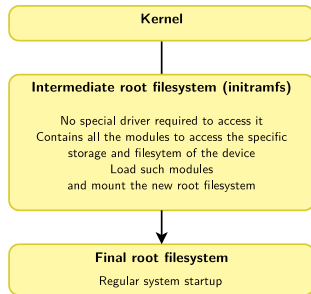 Kernel
Intermediate root filesystem (initramfs)
No special driver required to access it
Contains all the modules to access the specific
storage and filesytem of the device
Load such modules
and mount the new root filesystem
Final root filesystem
Regular system startup